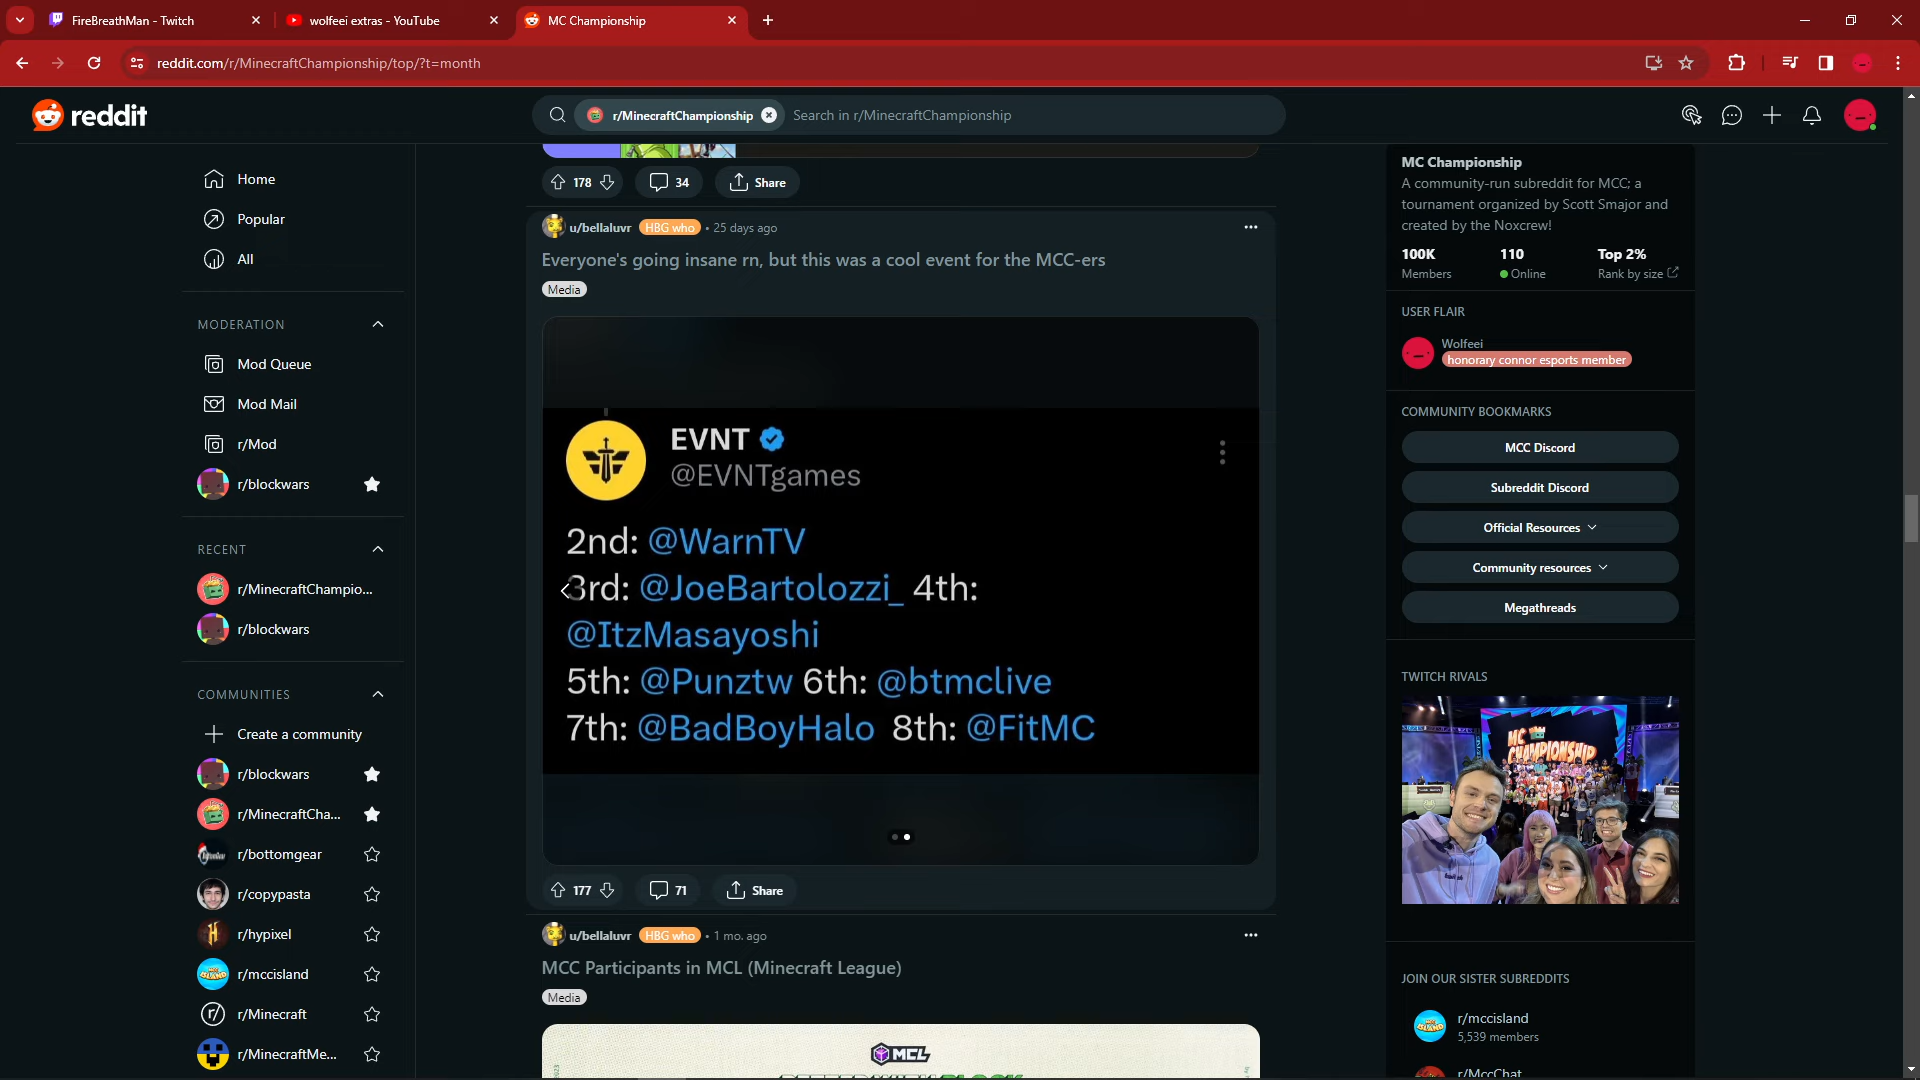 FireBreathMan - Twitch
wolfeei extras - YouTube
MC Championship
reddit.com/r/MinecraftChampionship/top/?t=month
reddit
r/MinecraftChampionship
Search in r/MinecraftChampionship
Home
Popular
All
MODERATION
Mod Queue
Mod Mail
r/Mod
r/blockwars
RECENT
r/MinecraftChampio...
r/blockwars
COMMUNITIES
Create a community
r/blockwars
r/MinecraftCha...
r/bottomgear
r/copypasta
r/hypixel
r/mccisland
r/Minecraft
r/MinecraftMe...
178
34
Share
u/bellaluvr HBG who • 25 days ago
Everyone's going insane rn, but this was a cool event for the MCC-ers
Media
EVNT
@EVNTgames
2nd: @WarnTV
3rd: @JoeBartolozzi_ 4th:
@ItzMasayoshi
5th: @Punztw 6th: @btmclive
7th: @BadBoyHalo 8th: @FitMC
177
71
Share
u/bellaluvr HBG who • 1 mo. ago
MCC Participants in MCL (Minecraft League)
Media
MCL
MC Championship
A community-run subreddit for MCC; a
tournament organized by Scott Smajor and
created by the Noxcrew!
100K
Members
110
Online
Top 2%
Rank by size
USER FLAIR
Wolfeei
honorary connor esports member
COMMUNITY BOOKMARKS
MCC Discord
Subreddit Discord
Official Resources
Community resources
Megathreads
TWITCH RIVALS
MC
CHAMPIONSHIP
JOIN OUR SISTER SUBREDDITS
r/mccisland
5,539 members
r/MccChat